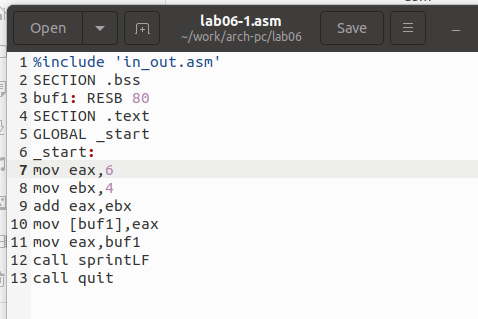 Open
lab06-1.asm
~/work/arch-pc/lab06
Save
1 %include 'in_out.asm'
2 SECTION .bss
3 buf1: RESB 80
4 SECTION .text
5 GLOBAL _start
6 _start:
7 mov eax,6
8 mov ebx,4
9 add eax,ebx
10 mov [buf1],eax
11 mov eax,buf1
12 call sprintLF
13 call quit